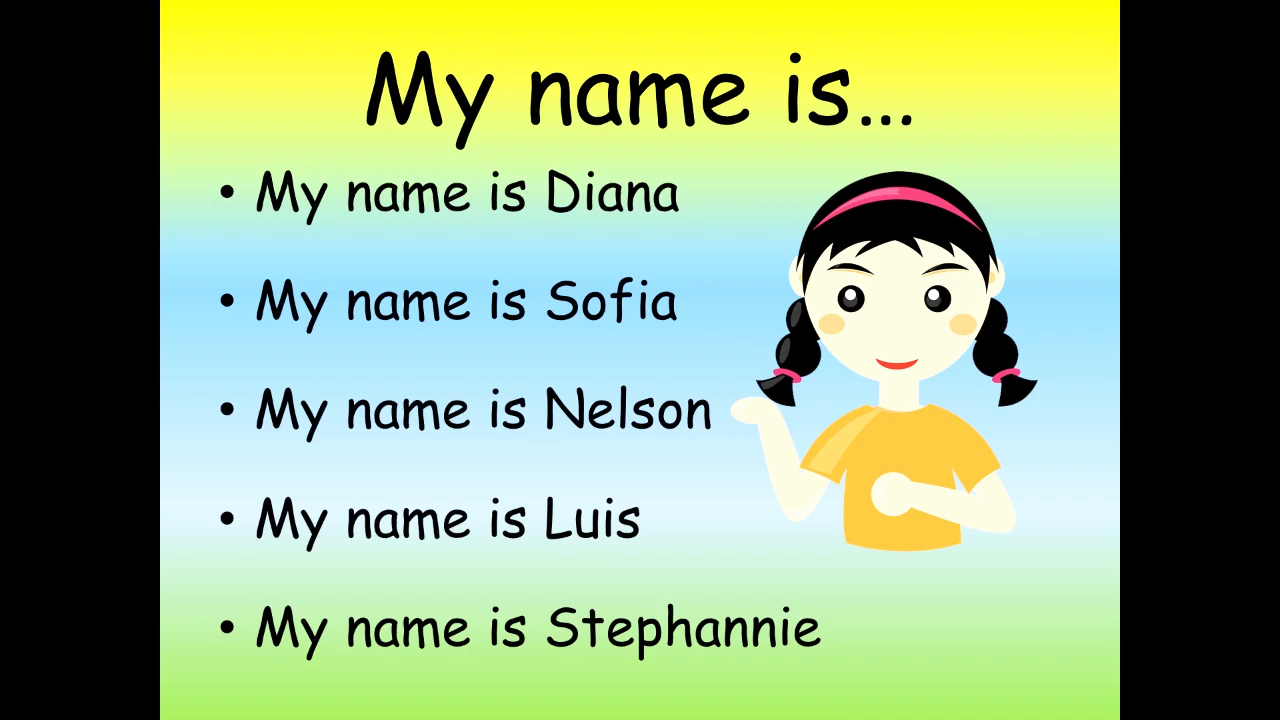 My name is...
• My name is Diana
• My name is Sofia
• My name is Nelson
• My name is Luis
• My name is Stephannie